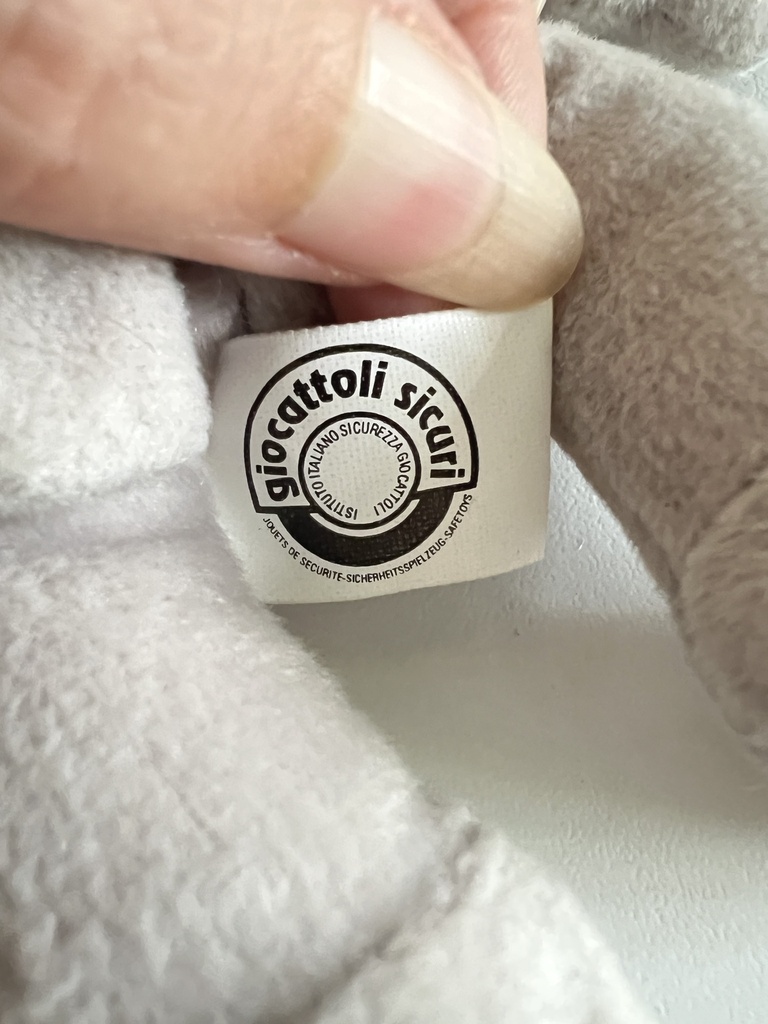 giocattoli sicuri
ISTITUTO ITALIANO SICUREZZA GIOCATTOLI
JOUETS DE SECURITE-SICHERHEITSSPIELZEUG-SAFETOYS